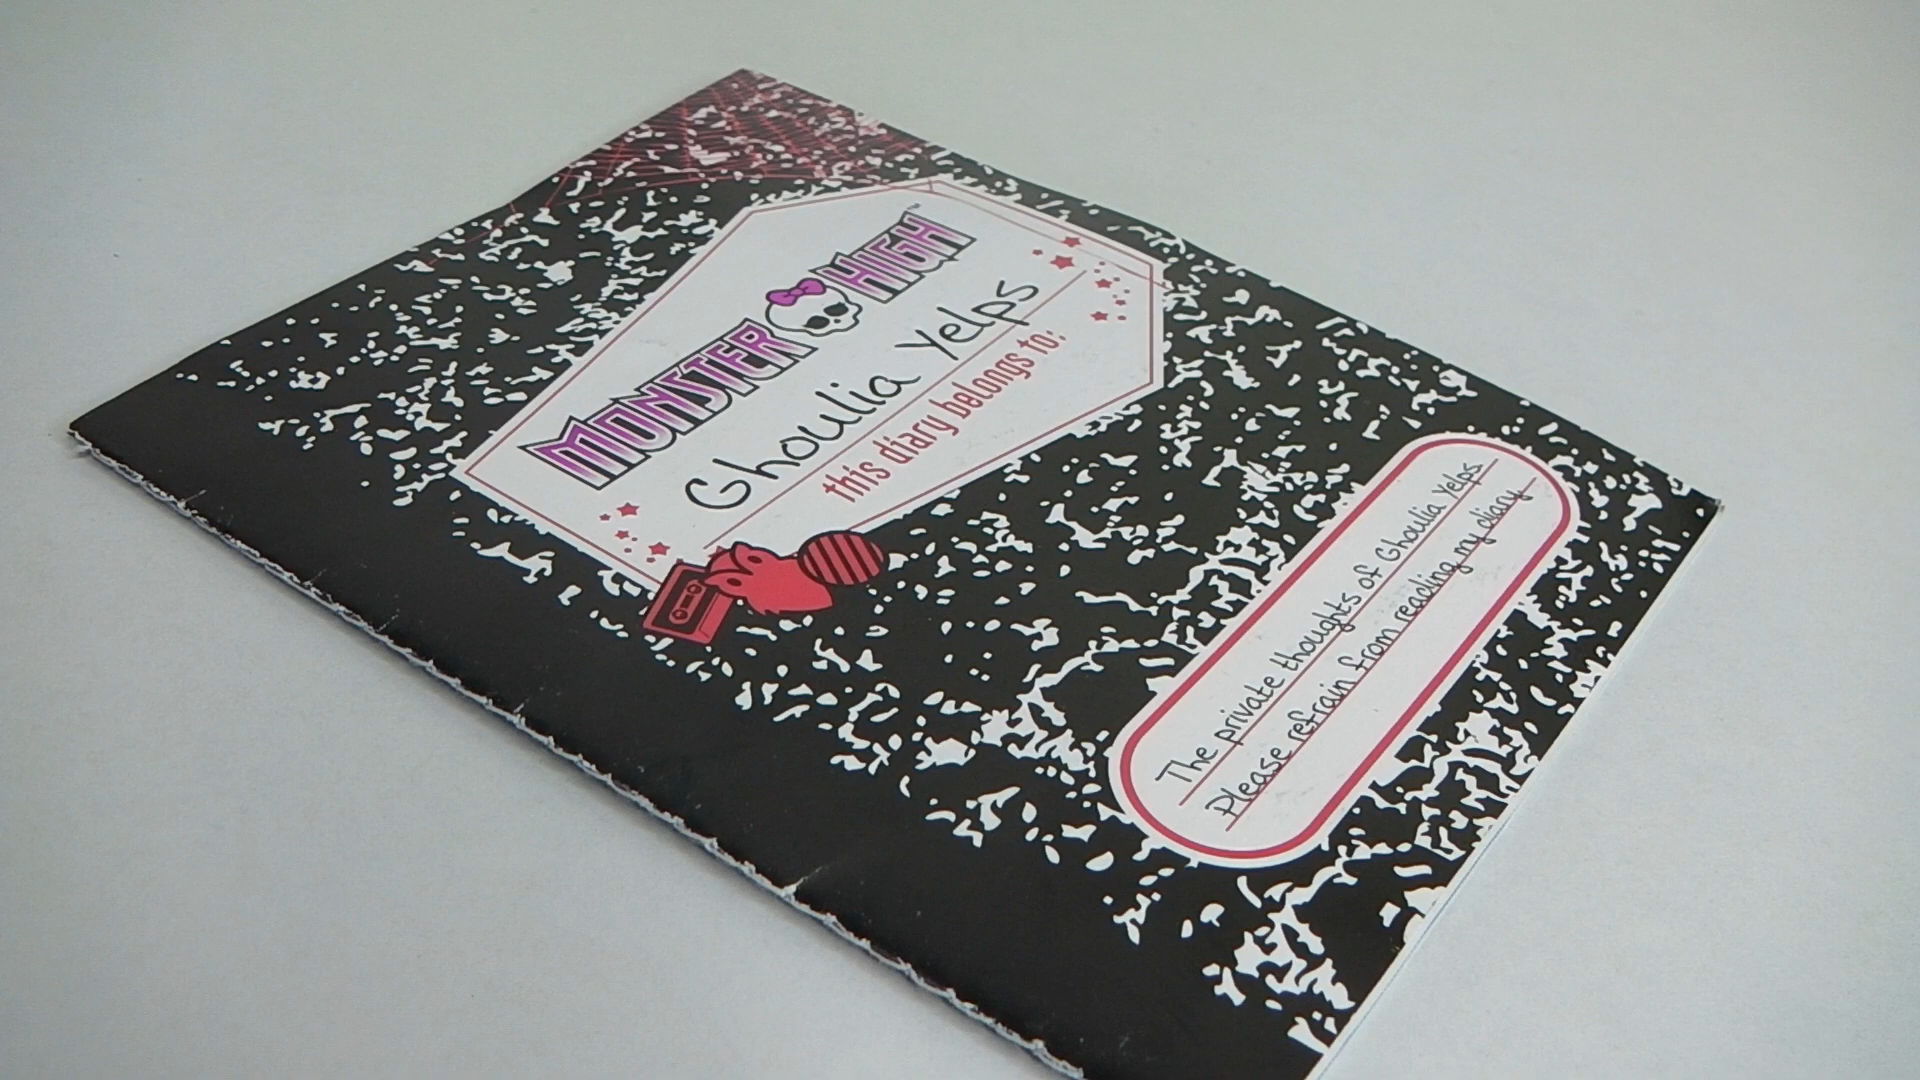 MONSTER HIGH™
Ghoulia Yelps
this diary belongs to:
The private thoughts of Ghoulia Yelps.
Please refrain from reading my diary.